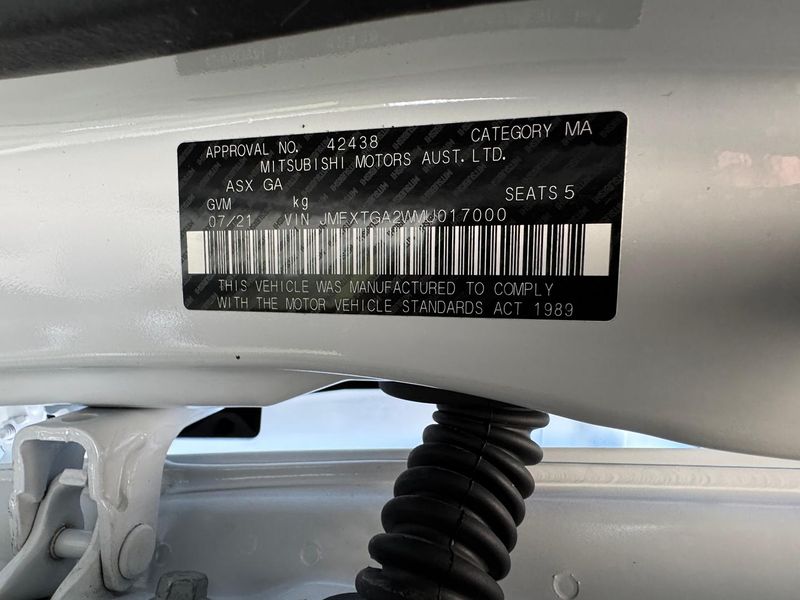 APPROVAL NO. 42438 CATEGORY MA
MITSUBISHI MOTORS AUST. LTD.
ASX GA
GVM kg SEATS 5
07/21 VIN JMFXTGA2WMU017000
THIS VEHICLE WAS MANUFACTURED TO COMPLY
WITH THE MOTOR VEHICLE STANDARDS ACT 1989